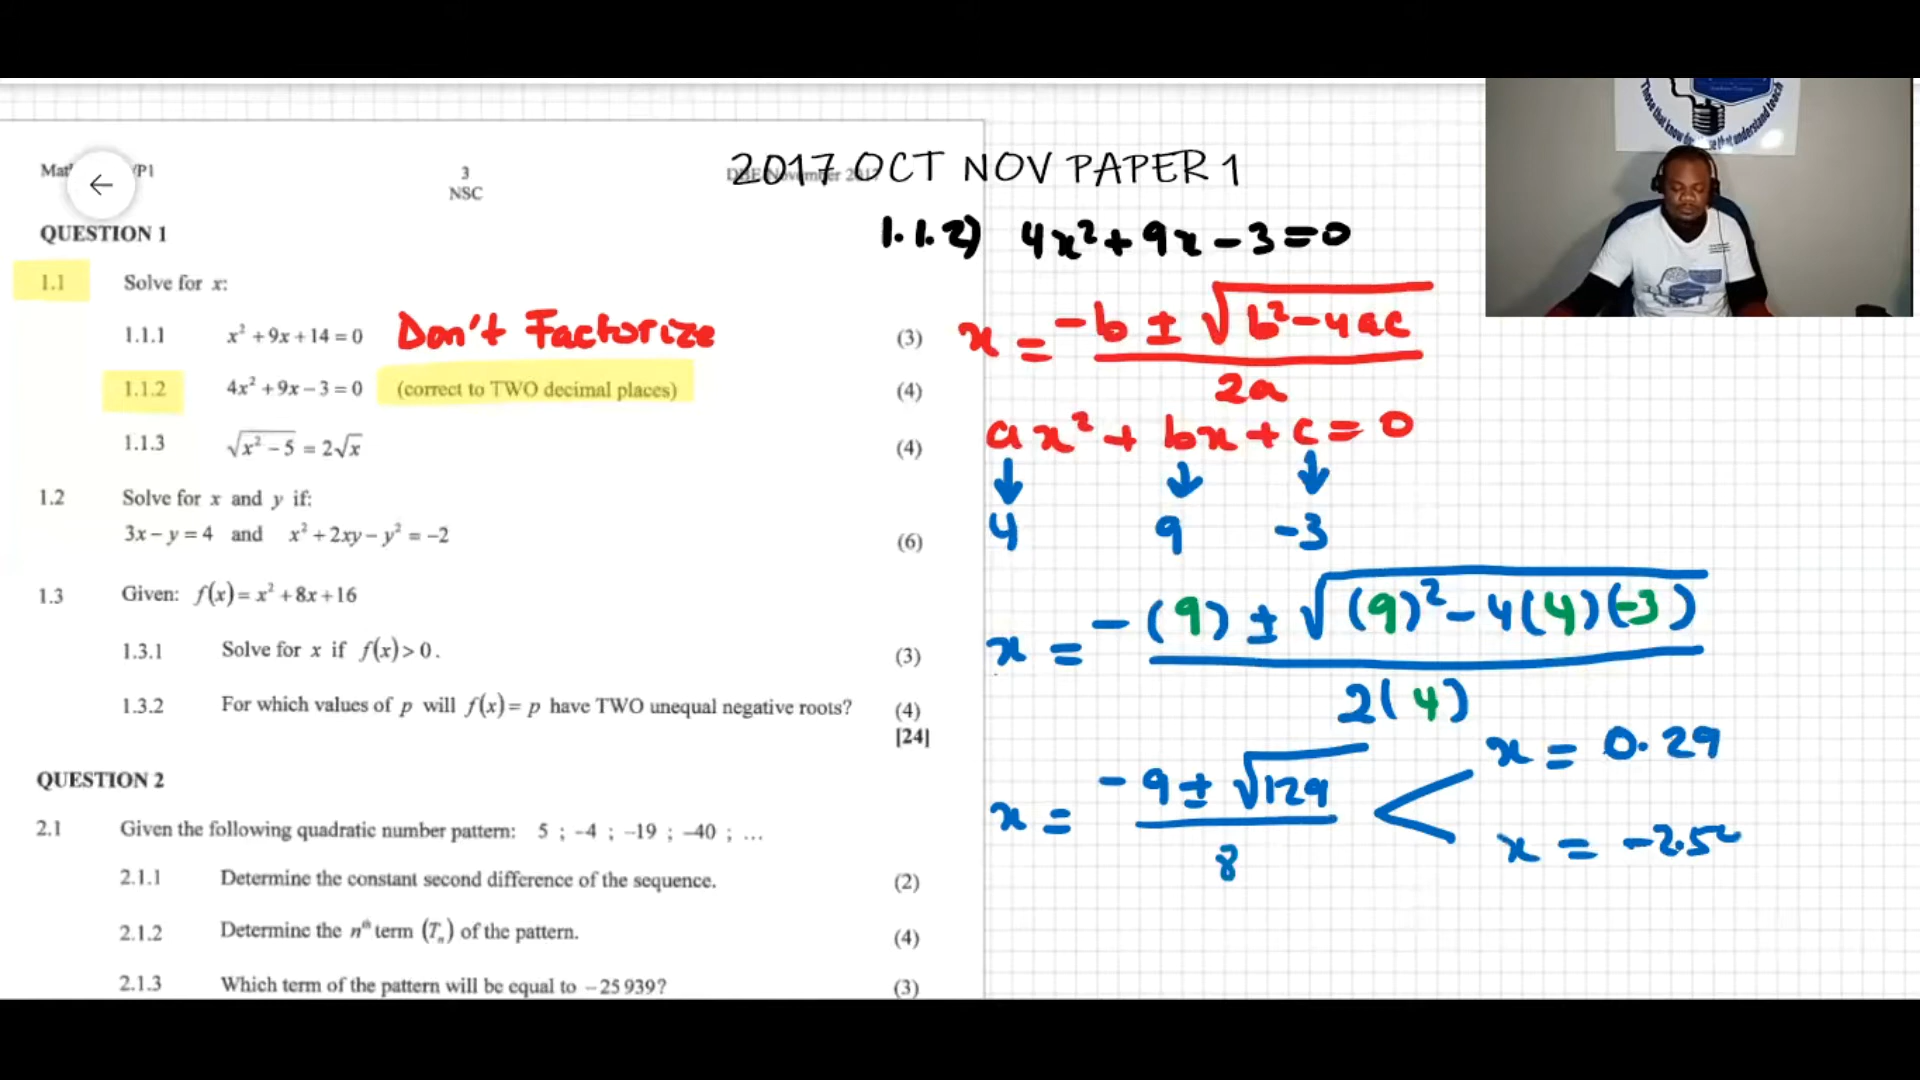 3
NSC
2017 OCT NOV PAPER 1
QUESTION 1
1.1 Solve for x:
1.1.1 x² + 9x + 14 = 0 Don't Factorize (3)
1.1.2 4x² + 9x − 3 = 0 (correct to TWO decimal places) (4)
1.1.3 √(x² − 5) = 2√x (4)
1.2 Solve for x and y if:
3x − y = 4 and x² + 2xy − y² = −2 (6)
1.3 Given: f(x) = x² + 8x + 16
1.3.1 Solve for x if f(x) > 0. (3)
1.3.2 For which values of p will f(x) = p have TWO unequal negative roots? (4)
[24]
QUESTION 2
2.1 Given the following quadratic number pattern: 5 ; −4 ; −19 ; −40 ; ...
2.1.1 Determine the constant second difference of the sequence. (2)
2.1.2 Determine the nth term (Tn) of the pattern. (4)
2.1.3 Which term of the pattern will be equal to −25 939? (3)
1.1.2) 4x² + 9x − 3 = 0
x = −b ± √(b² − 4ac)
2a
ax² + bx + c = 0
4 9 −3
x = −(9) ± √((9)² − 4(4)(−3))
2(4)
x = −9 ± √129
8
x = 0.29
x = −2.5